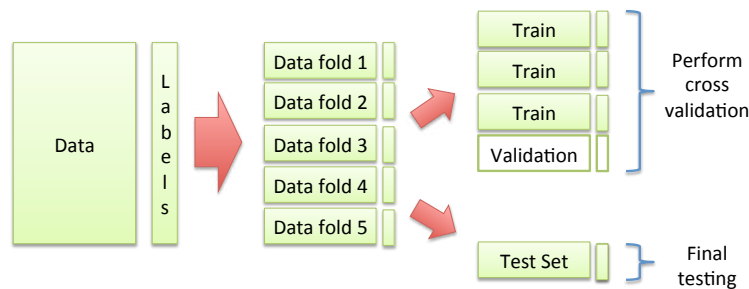 Data
Labels
Data fold 1
Data fold 2
Data fold 3
Data fold 4
Data fold 5
Train
Train
Train
Validation
Perform
cross
validation
Test Set
Final
testing